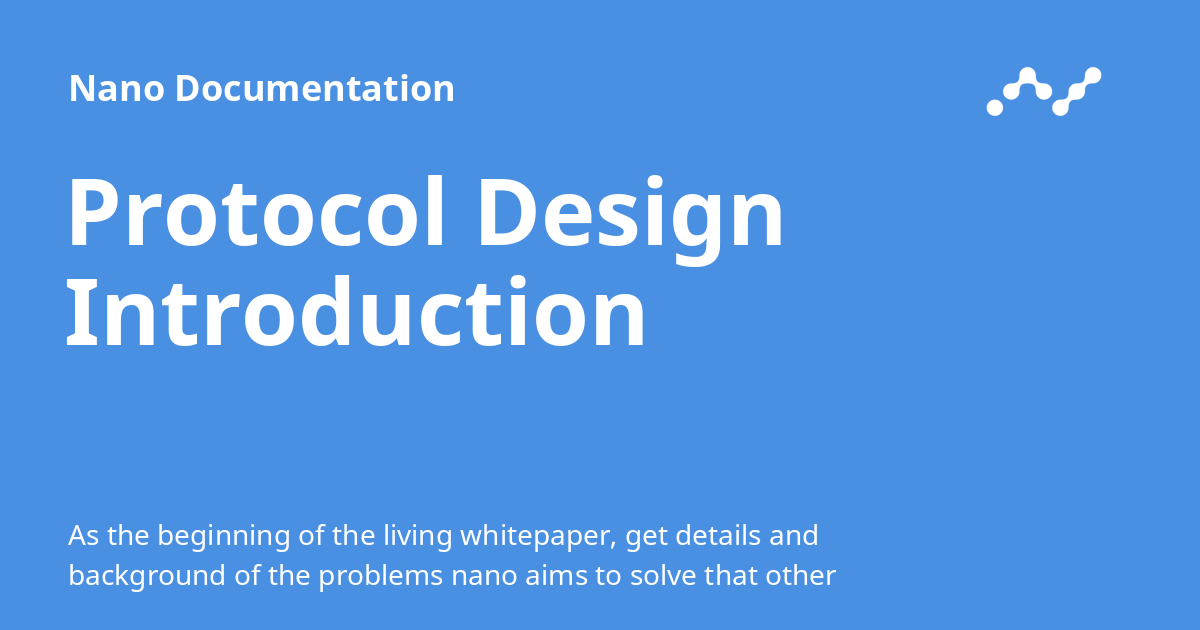 Nano Documentation
Protocol Design
Introduction
As the beginning of the living whitepaper, get details and
background of the problems nano aims to solve that other